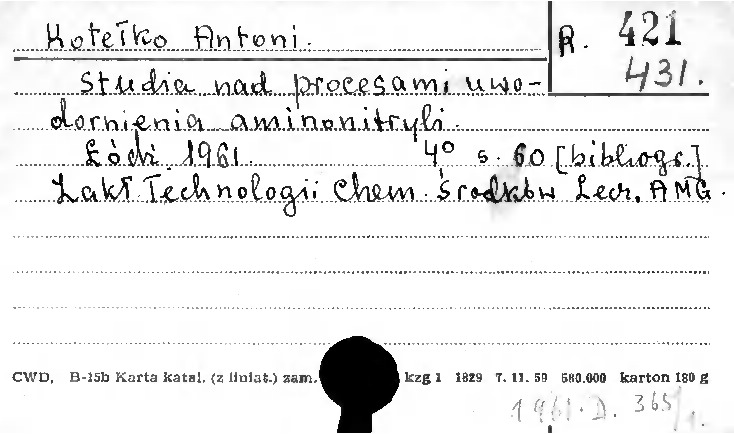 Kotełko Antoni. R. 421
431.
Studia nad procesami uwo-
dornienia aminonitryli.
Łódź 1961. 4° s. 60 [bibliogr.]
Zakł. Technologii Chem. Środków Lecz. AMG.
CWD, B-15b Karta katal. (z liniat.) zam. kzg 1 1829 7. 11. 59 580.000 karton 180 g
1961. D. 365/1.